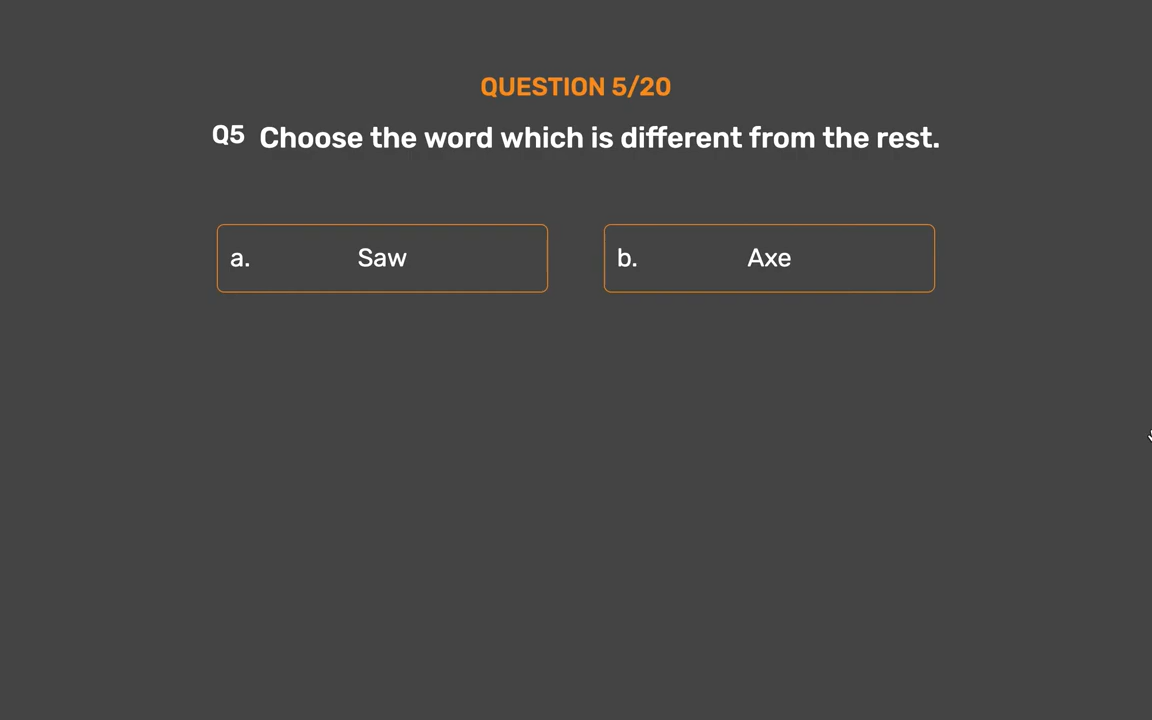 QUESTION 5/20
Q5 Choose the word which is different from the rest.
a. Saw
b. Axe